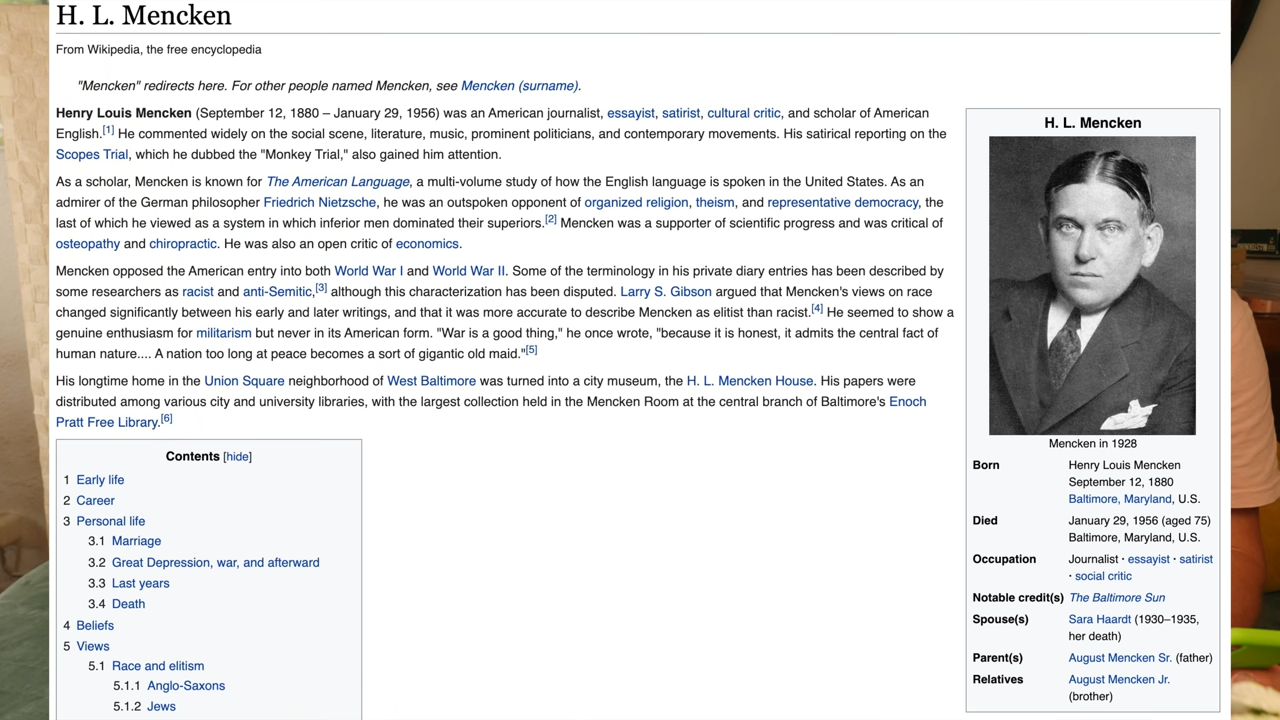 H. L. Mencken
From Wikipedia, the free encyclopedia
"Mencken" redirects here. For other people named Mencken, see Mencken (surname).
Henry Louis Mencken (September 12, 1880 – January 29, 1956) was an American journalist, essayist, satirist, cultural critic, and scholar of American
English.[1] He commented widely on the social scene, literature, music, prominent politicians, and contemporary movements. His satirical reporting on the
Scopes Trial, which he dubbed the "Monkey Trial," also gained him attention.
As a scholar, Mencken is known for The American Language, a multi-volume study of how the English language is spoken in the United States. As an
admirer of the German philosopher Friedrich Nietzsche, he was an outspoken opponent of organized religion, theism, and representative democracy, the
last of which he viewed as a system in which inferior men dominated their superiors.[2] Mencken was a supporter of scientific progress and was critical of
osteopathy and chiropractic. He was also an open critic of economics.
Mencken opposed the American entry into both World War I and World War II. Some of the terminology in his private diary entries has been described by
some researchers as racist and anti-Semitic,[3] although this characterization has been disputed. Larry S. Gibson argued that Mencken's views on race
changed significantly between his early and later writings, and that it was more accurate to describe Mencken as elitist than racist.[4] He seemed to show a
genuine enthusiasm for militarism but never in its American form. "War is a good thing," he once wrote, "because it is honest, it admits the central fact of
human nature.... A nation too long at peace becomes a sort of gigantic old maid."[5]
His longtime home in the Union Square neighborhood of West Baltimore was turned into a city museum, the H. L. Mencken House. His papers were
distributed among various city and university libraries, with the largest collection held in the Mencken Room at the central branch of Baltimore's Enoch
Pratt Free Library.[6]
Contents [hide]
1 Early life
2 Career
3 Personal life
3.1 Marriage
3.2 Great Depression, war, and afterward
3.3 Last years
3.4 Death
4 Beliefs
5 Views
5.1 Race and elitism
5.1.1 Anglo-Saxons
5.1.2 Jews
H. L. Mencken
Mencken in 1928
Born Henry Louis Mencken
September 12, 1880
Baltimore, Maryland, U.S.
Died January 29, 1956 (aged 75)
Baltimore, Maryland, U.S.
Occupation Journalist · essayist · satirist
· social critic
Notable credit(s) The Baltimore Sun
Spouse(s) Sara Haardt (1930–1935,
her death)
Parent(s) August Mencken Sr. (father)
Relatives August Mencken Jr.
(brother)